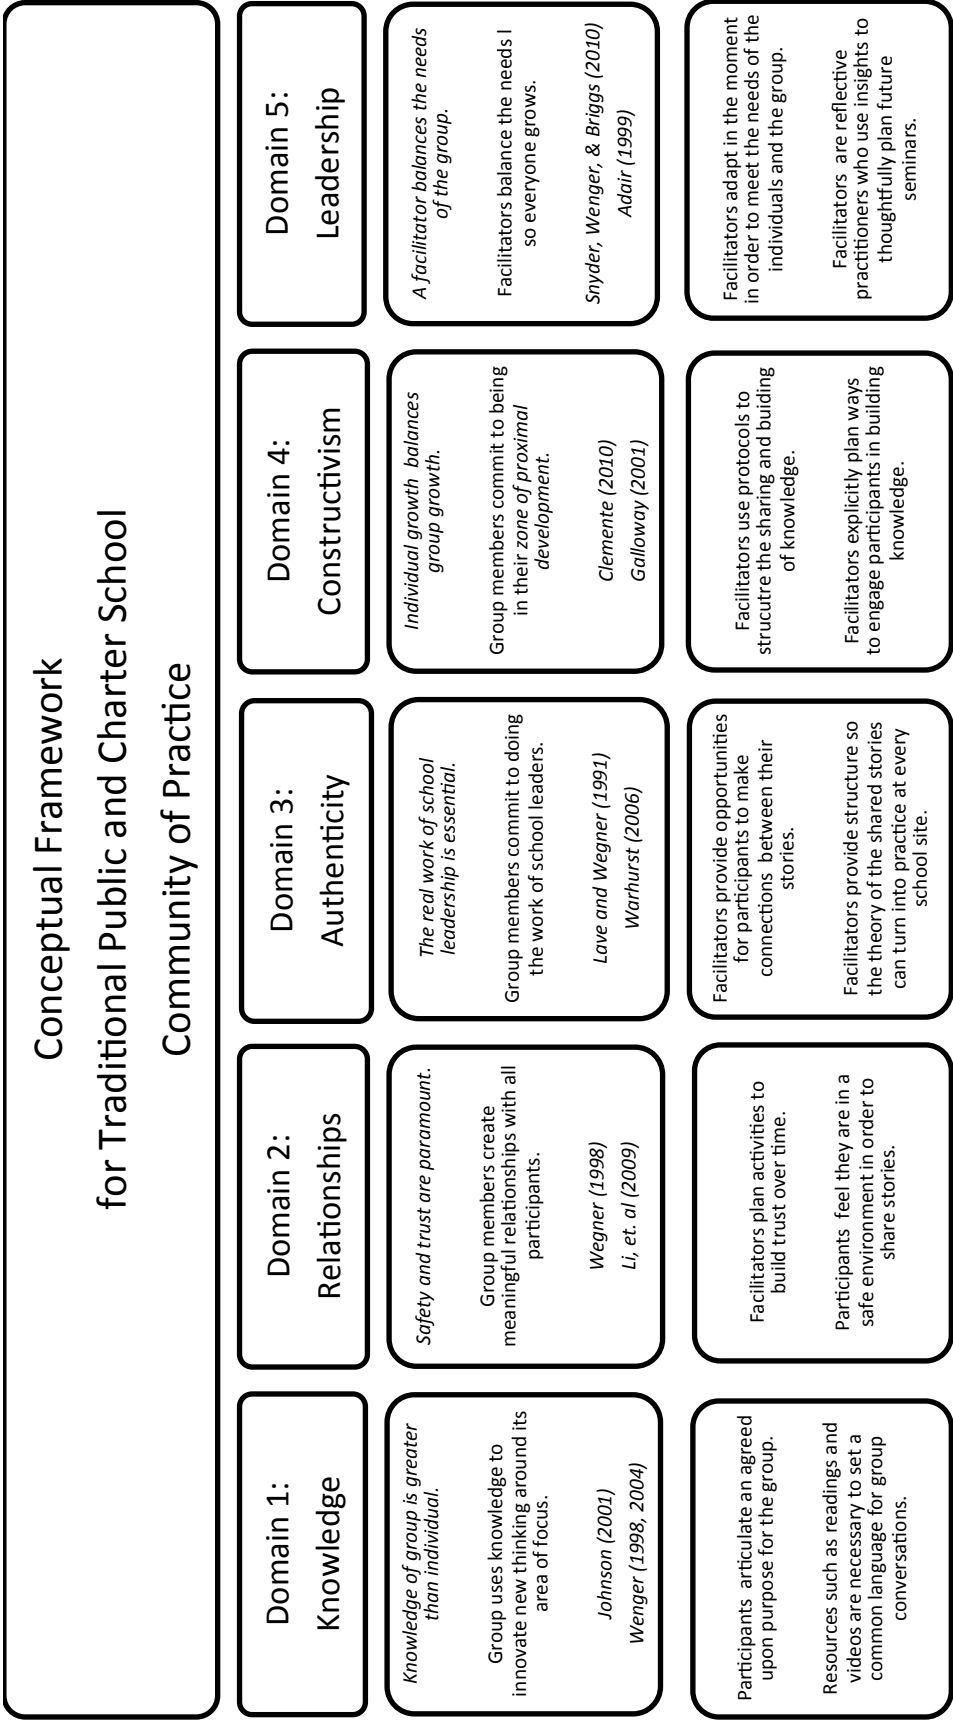 Conceptual Framework
for Traditional Public and Charter School
Community of Practice
Domain 1:
Knowledge
Domain 2:
Relationships
Domain 3:
Authenticity
Domain 4:
Constructivism
Domain 5:
Leadership
Knowledge of group is greater
than individual.
Group uses knowledge to
innovate new thinking around its
area of focus.
Johnson (2001)
Wenger (1998, 2004)
Safety and trust are paramount.
Group members create
meaningful relationships with all
participants.
Wegner (1998)
Li, et. al (2009)
The real work of school
leadership is essential.
Group members commit to doing
the work of school leaders.
Lave and Wegner (1991)
Warhurst (2006)
Individual growth balances
group growth.
Group members commit to being
in their zone of proximal
development.
Clemente (2010)
Galloway (2001)
A facilitator balances the needs
of the group.
Facilitators balance the needs l
so everyone grows.
Snyder, Wenger, & Briggs (2010)
Adair (1999)
Participants articulate an agreed
upon purpose for the group.
Resources such as readings and
videos are necessary to set a
common language for group
conversations.
Facilitators plan activities to
build trust over time.
Participants feel they are in a
safe environment in order to
share stories.
Facilitators provide opportunities
for participants to make
connections between their
stories.
Facilitators provide structure so
the theory of the shared stories
can turn into practice at every
school site.
Facilitators use protocols to
strucutre the sharing and buiding
of knowledge.
Facilitators explicitly plan ways
to engage participants in building
knowledge.
Facilitators adapt in the moment
in order to meet the needs of the
individuals and the group.
Facilitators are reflective
practitioners who use insights to
thoughtfully plan future
seminars.